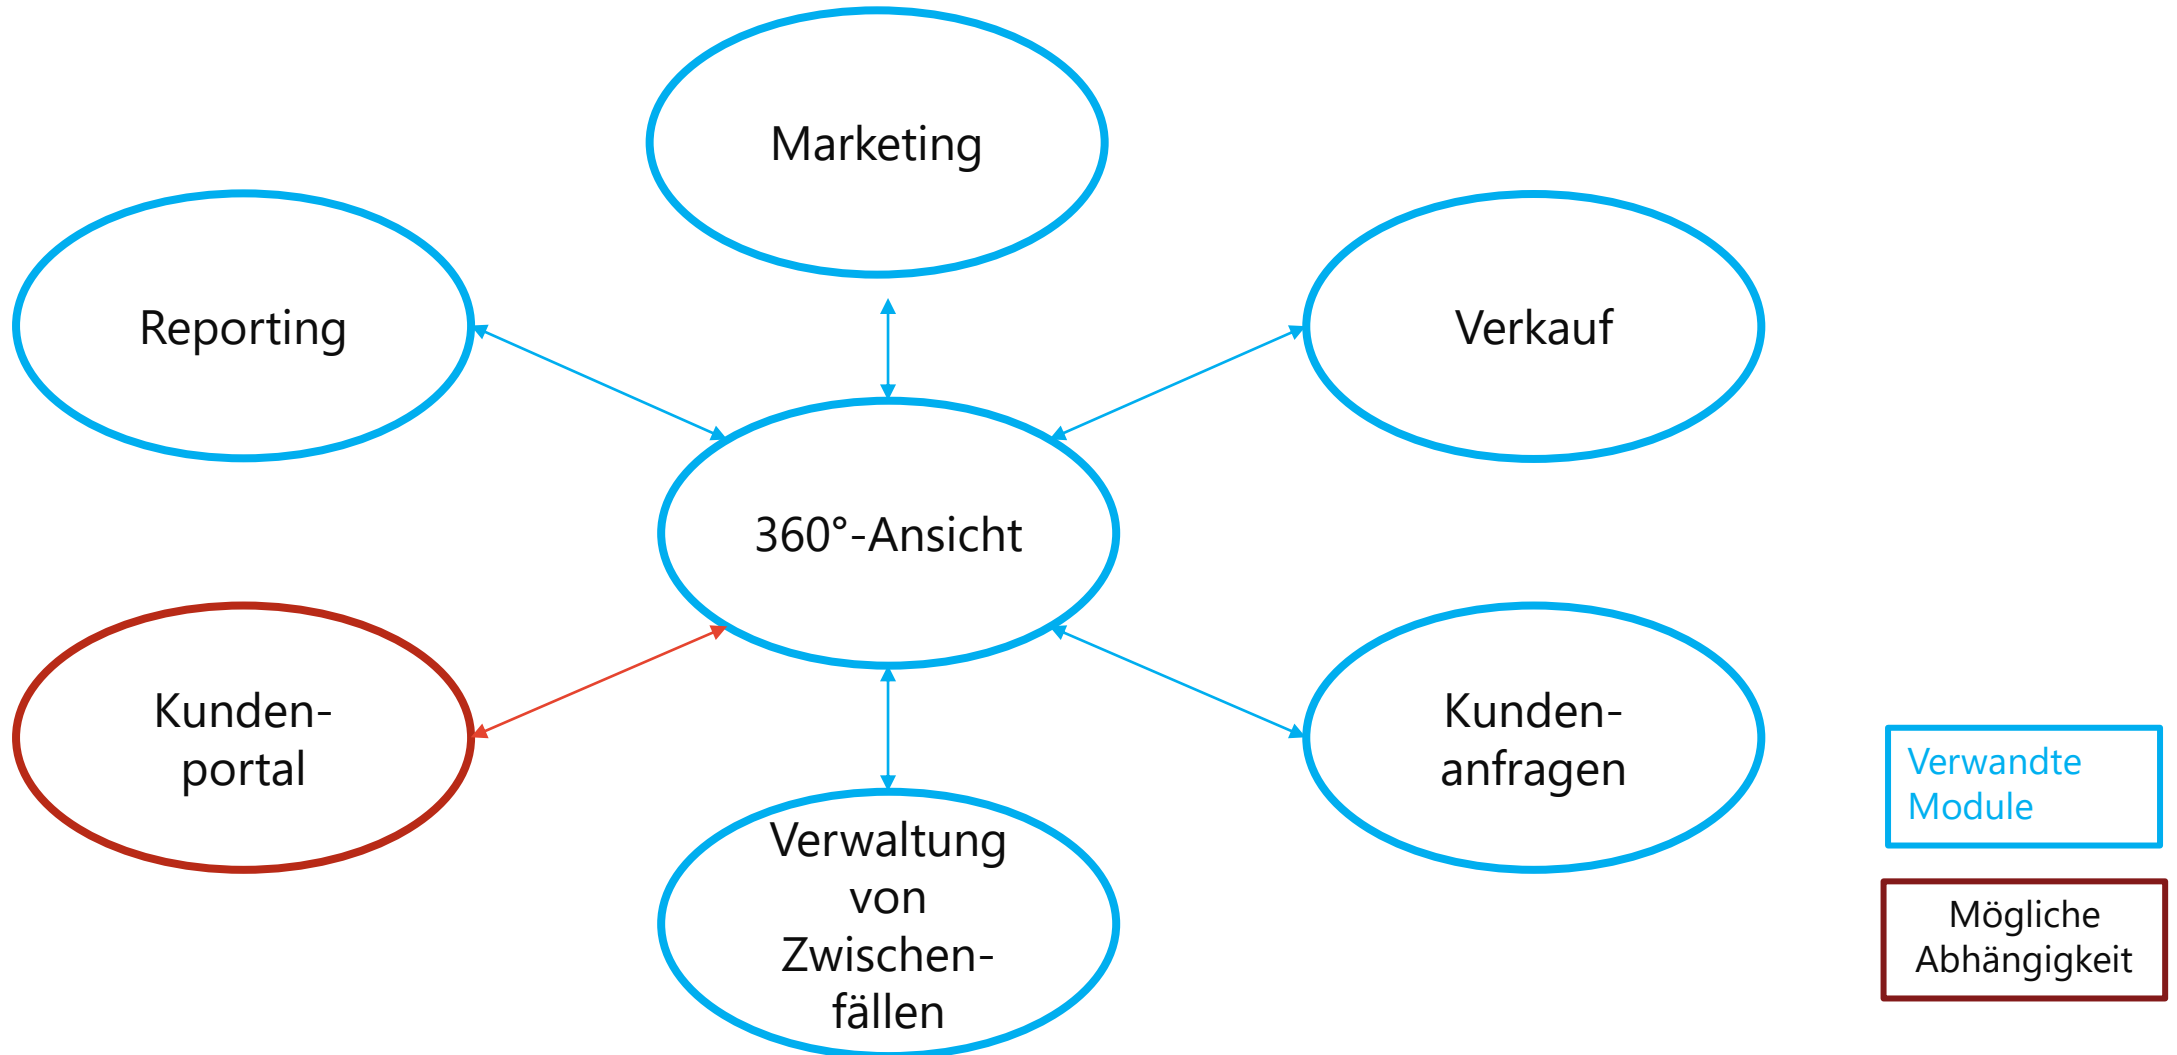 Marketing
Reporting
Verkauf
360°-Ansicht
Kunden-
portal
Kunden-
anfragen
Verwaltung
von
Zwischen-
fällen
Verwandte
Module
Mögliche
Abhängigkeit